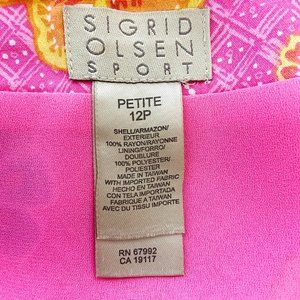 SIGRID
OLSEN
SPORT
PETITE
12P
SHELL/ARMAZON/
EXTERIEUR
100% RAYON/RAYONNE
LINING/FORRO/
DOUBLURE
100% POLYESTER/
POLIESTER
MADE IN TAIWAN
WITH IMPORTED FABRIC
HECHO EN TAIWAN
CON TELA IMPORTADA
FABRIQUE A TAIWAN
AVEC DU TISSU IMPORTE
RN 67992
CA 19117